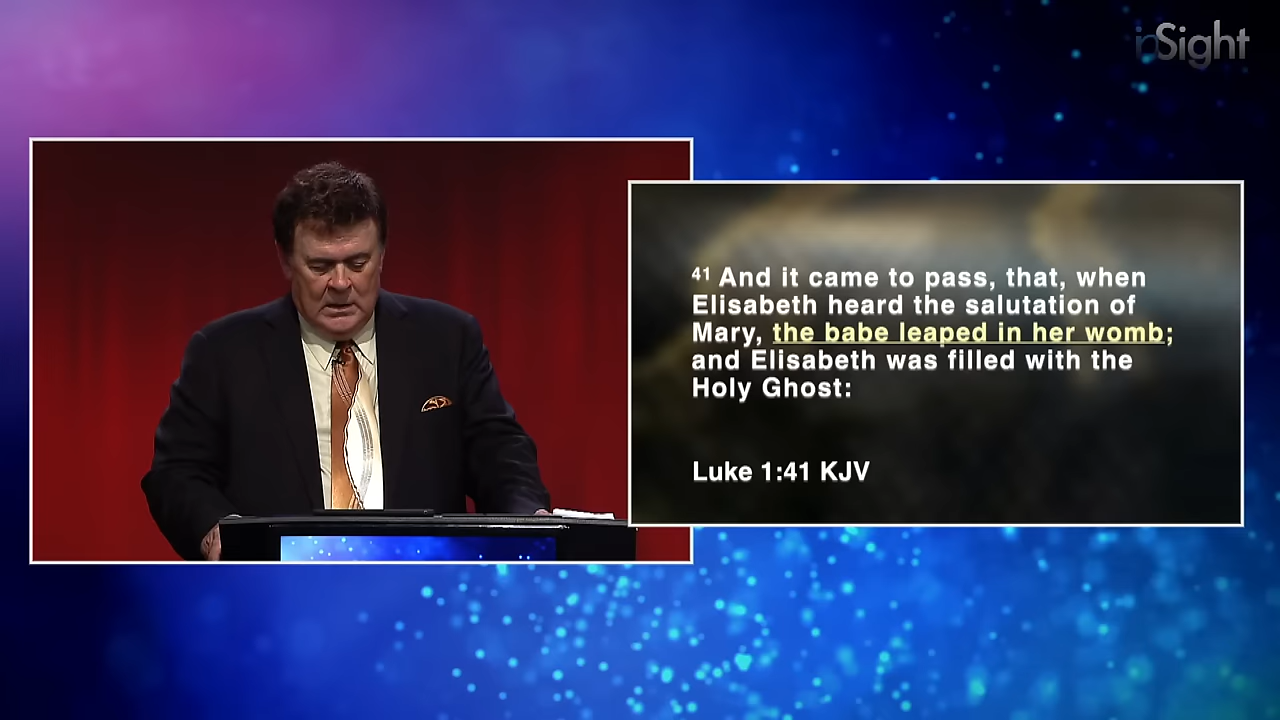 inSight
41 And it came to pass, that, when
Elisabeth heard the salutation of
Mary, the babe leaped in her womb;
and Elisabeth was filled with the
Holy Ghost:
Luke 1:41 KJV